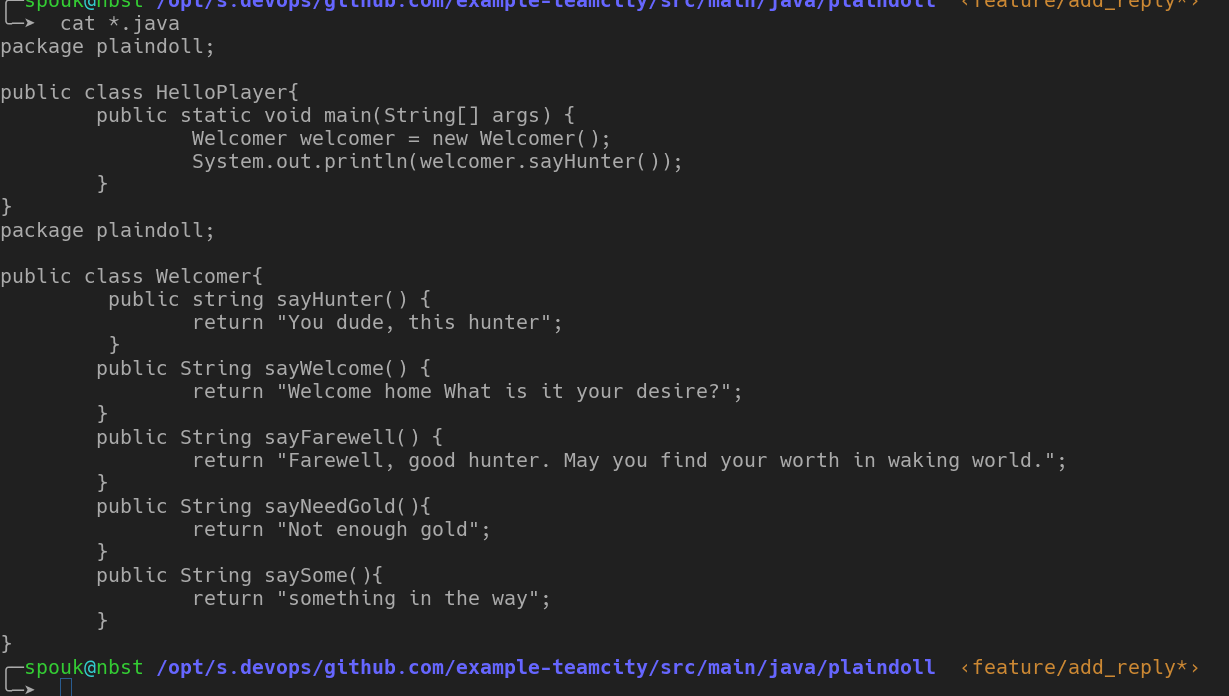 spouk@nbst /opt/s.devops/github.com/example-teamcity/src/main/java/plaindoll ‹feature/add_reply*›
cat *.java
package plaindoll;
public class HelloPlayer{
public static void main(String[] args) {
Welcomer welcomer = new Welcomer();
System.out.println(welcomer.sayHunter());
}
}
package plaindoll;
public class Welcomer{
public string sayHunter() {
return "You dude, this hunter";
}
public String sayWelcome() {
return "Welcome home What is it your desire?";
}
public String sayFarewell() {
return "Farewell, good hunter. May you find your worth in waking world.";
}
public String sayNeedGold(){
return "Not enough gold";
}
public String saySome(){
return "something in the way";
}
}
spouk@nbst /opt/s.devops/github.com/example-teamcity/src/main/java/plaindoll ‹feature/add_reply*›